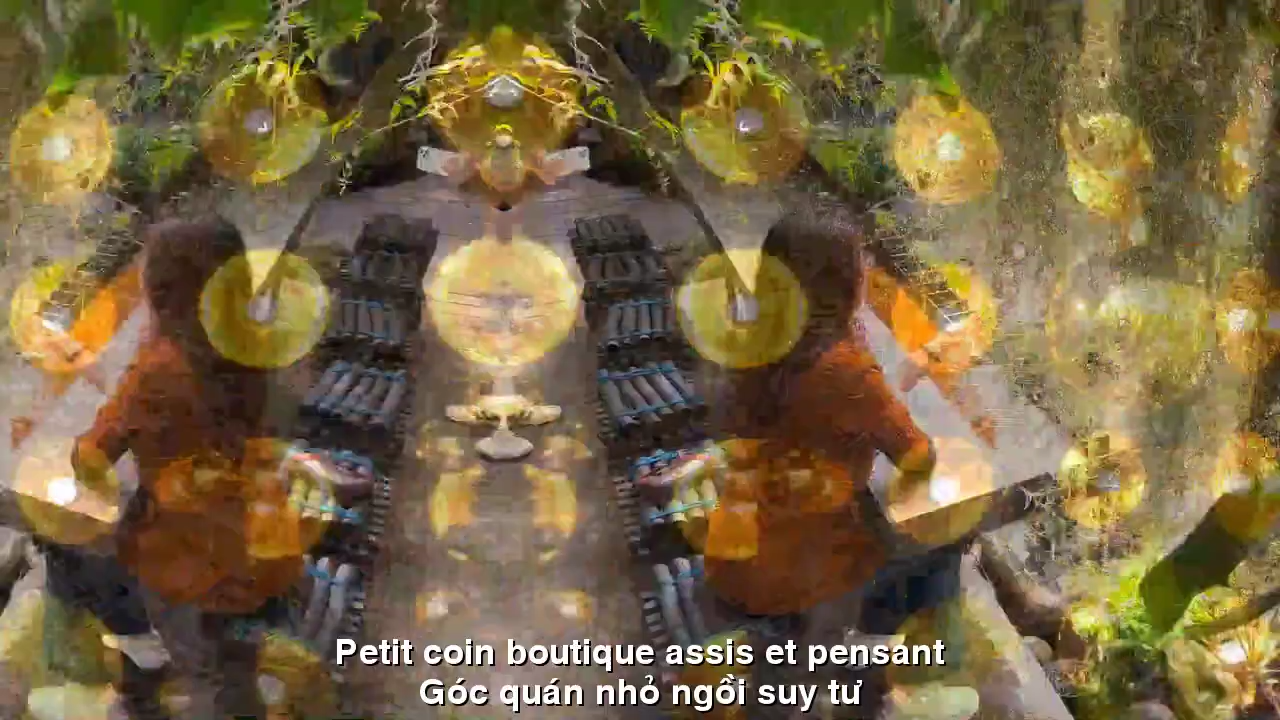 Petit coin boutique assis et pensant
Góc quán nhỏ ngồi suy tư